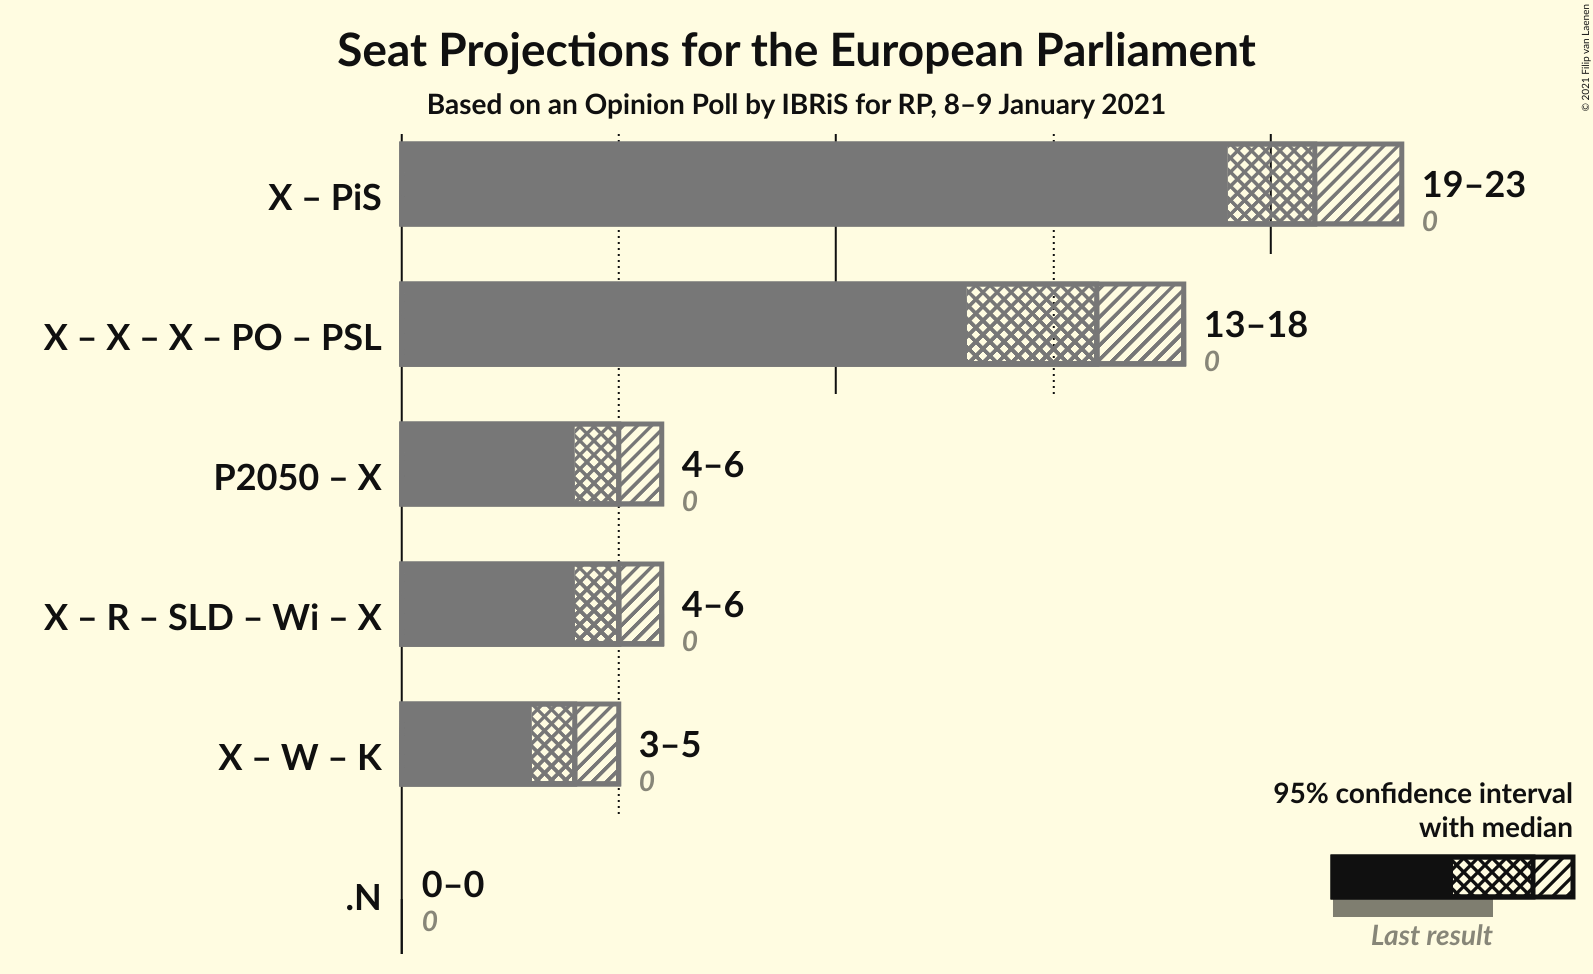 Seat Projections for the European Parliament
Based on an Opinion Poll by IBRiS for RP, 8–9 January 2021
© 2021 Filip van Laenen
X – PiS
19–23
0
X – X – X – PO – PSL
13–18
0
P2050 – X
4–6
0
X – R – SLD – Wi – X
4–6
0
X – W – K
3–5
0
.N
0–0
0
95% confidence interval
with median
Last result